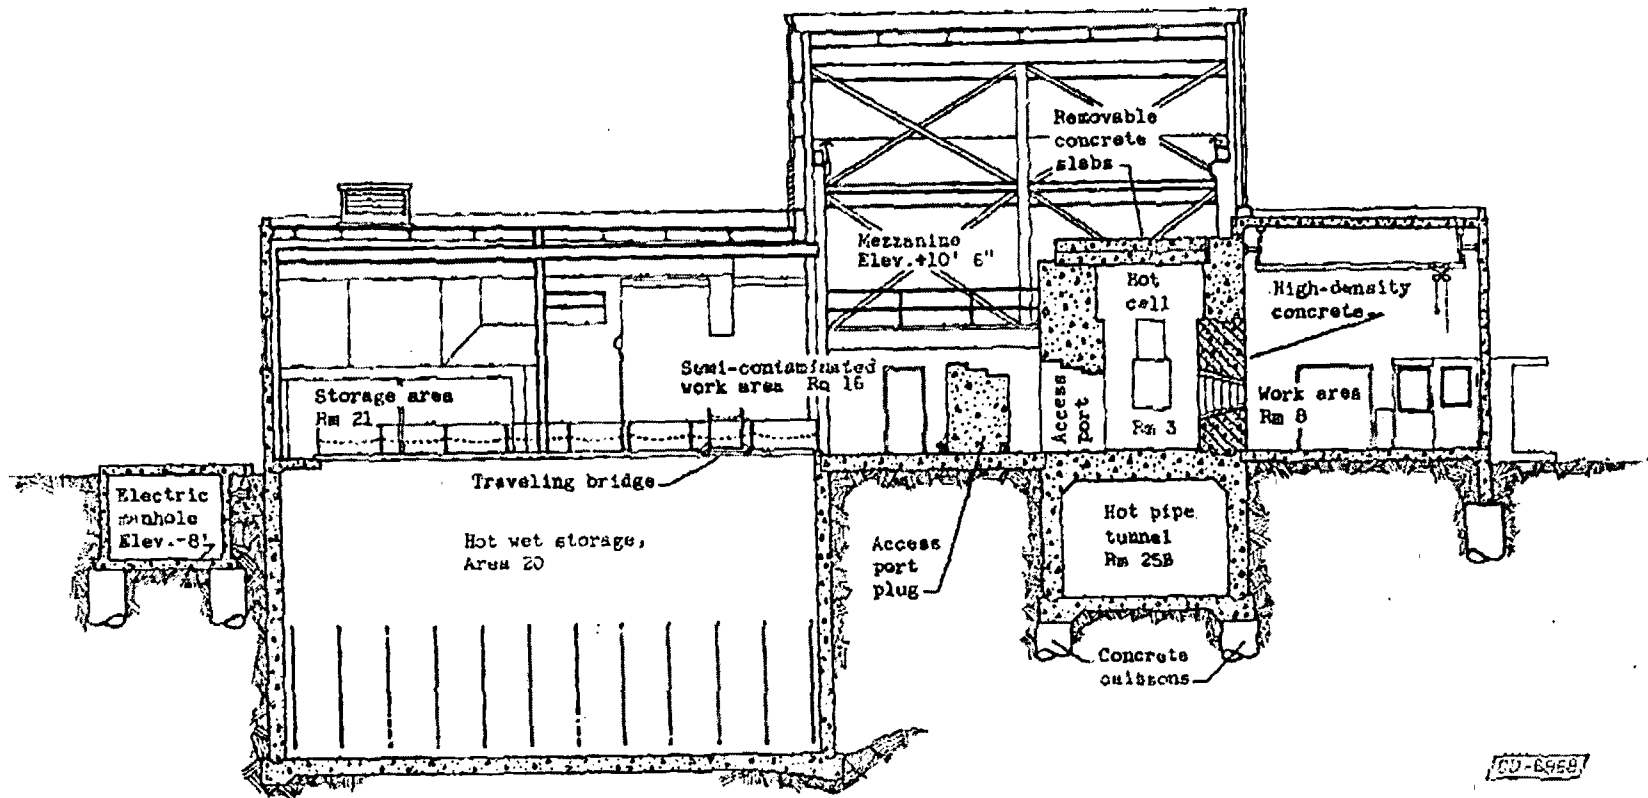 Removable
concrete
slabs
Mezzanine
Elev.+10' 6"
Hot
cell
High-density
concrete
Semi-contaminated
work area Rm 16
Storage area
Rm 21
Access
port
Rm 3
Work area
Rm 8
Traveling bridge
Electric
manhole
Elev.-8'
Hot wet storage,
Area 20
Access
port
plug
Hot pipe
tunnel
Rm 25B
Concrete
caissons
CD-6968